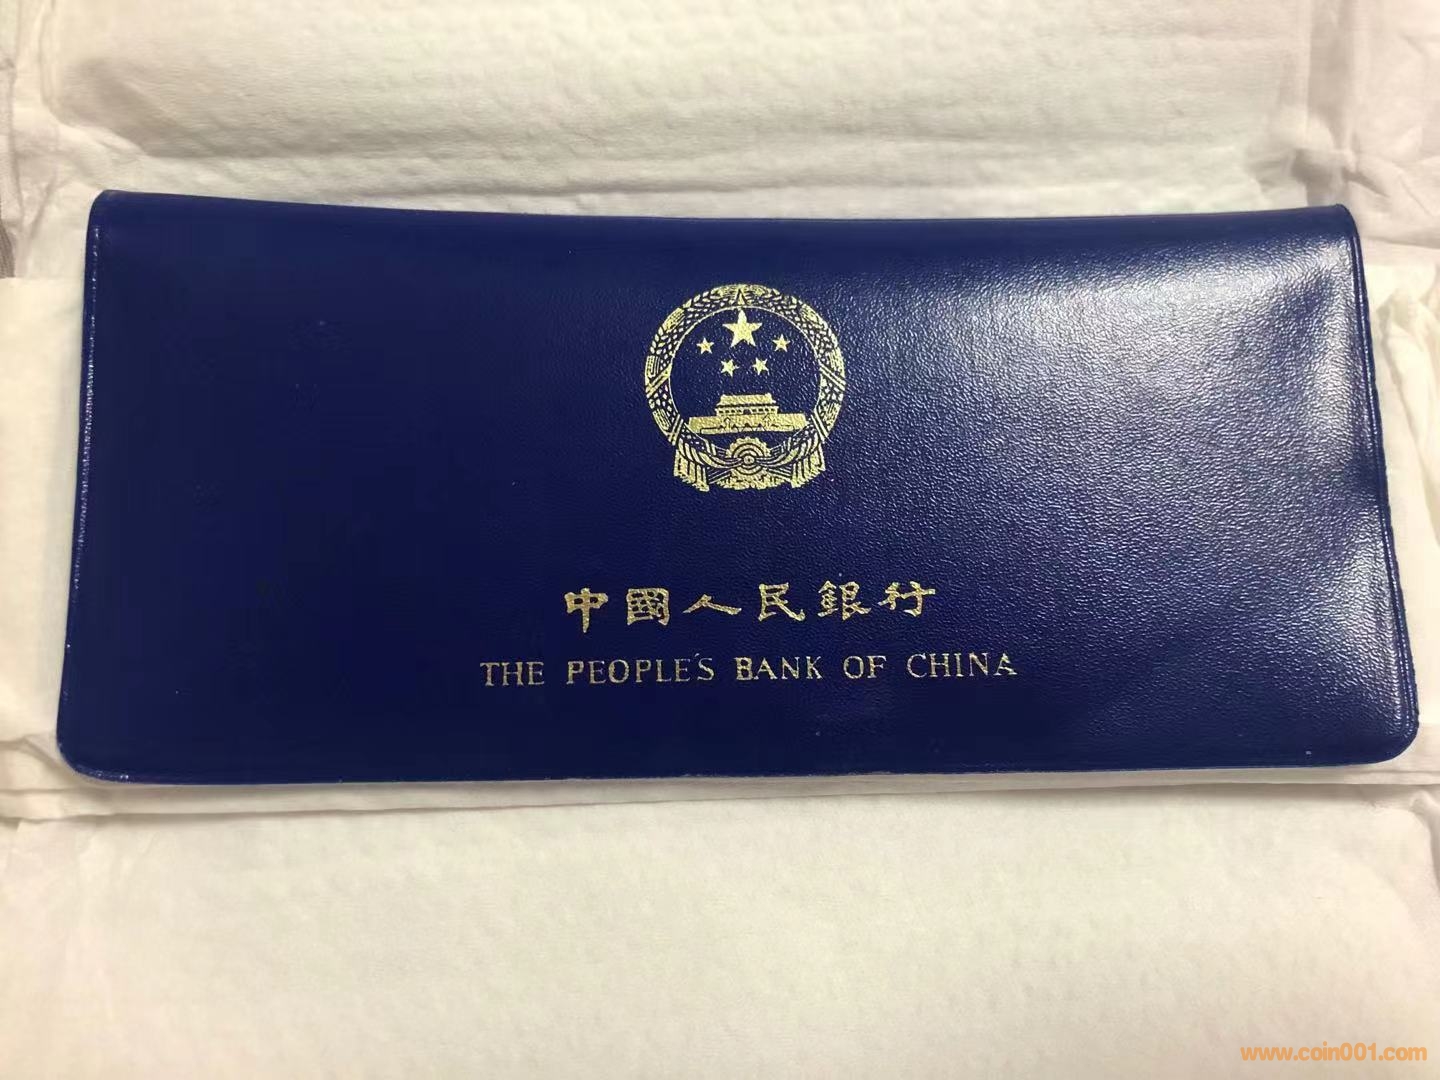 中國人民銀行
THE PEOPLE'S BANK OF CHINA
www.coin001.com